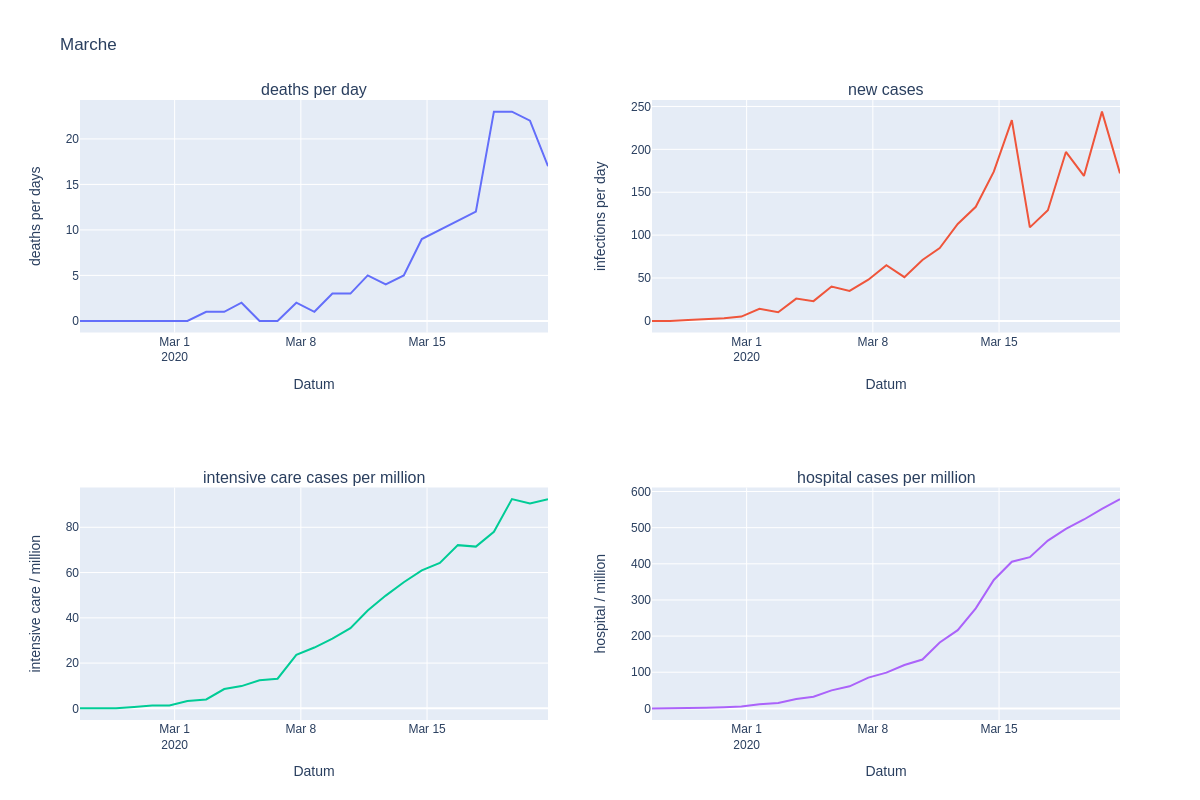 Marche
deaths per day
deaths per days
20
15
10
5
0
Mar 1
2020
Mar 8
Mar 15
Datum
new cases
infections per day
250
200
150
100
50
0
Mar 1
2020
Mar 8
Mar 15
Datum
intensive care cases per million
intensive care / million
80
60
40
20
0
Mar 1
2020
Mar 8
Mar 15
Datum
hospital cases per million
hospital / million
600
500
400
300
200
100
0
Mar 1
2020
Mar 8
Mar 15
Datum